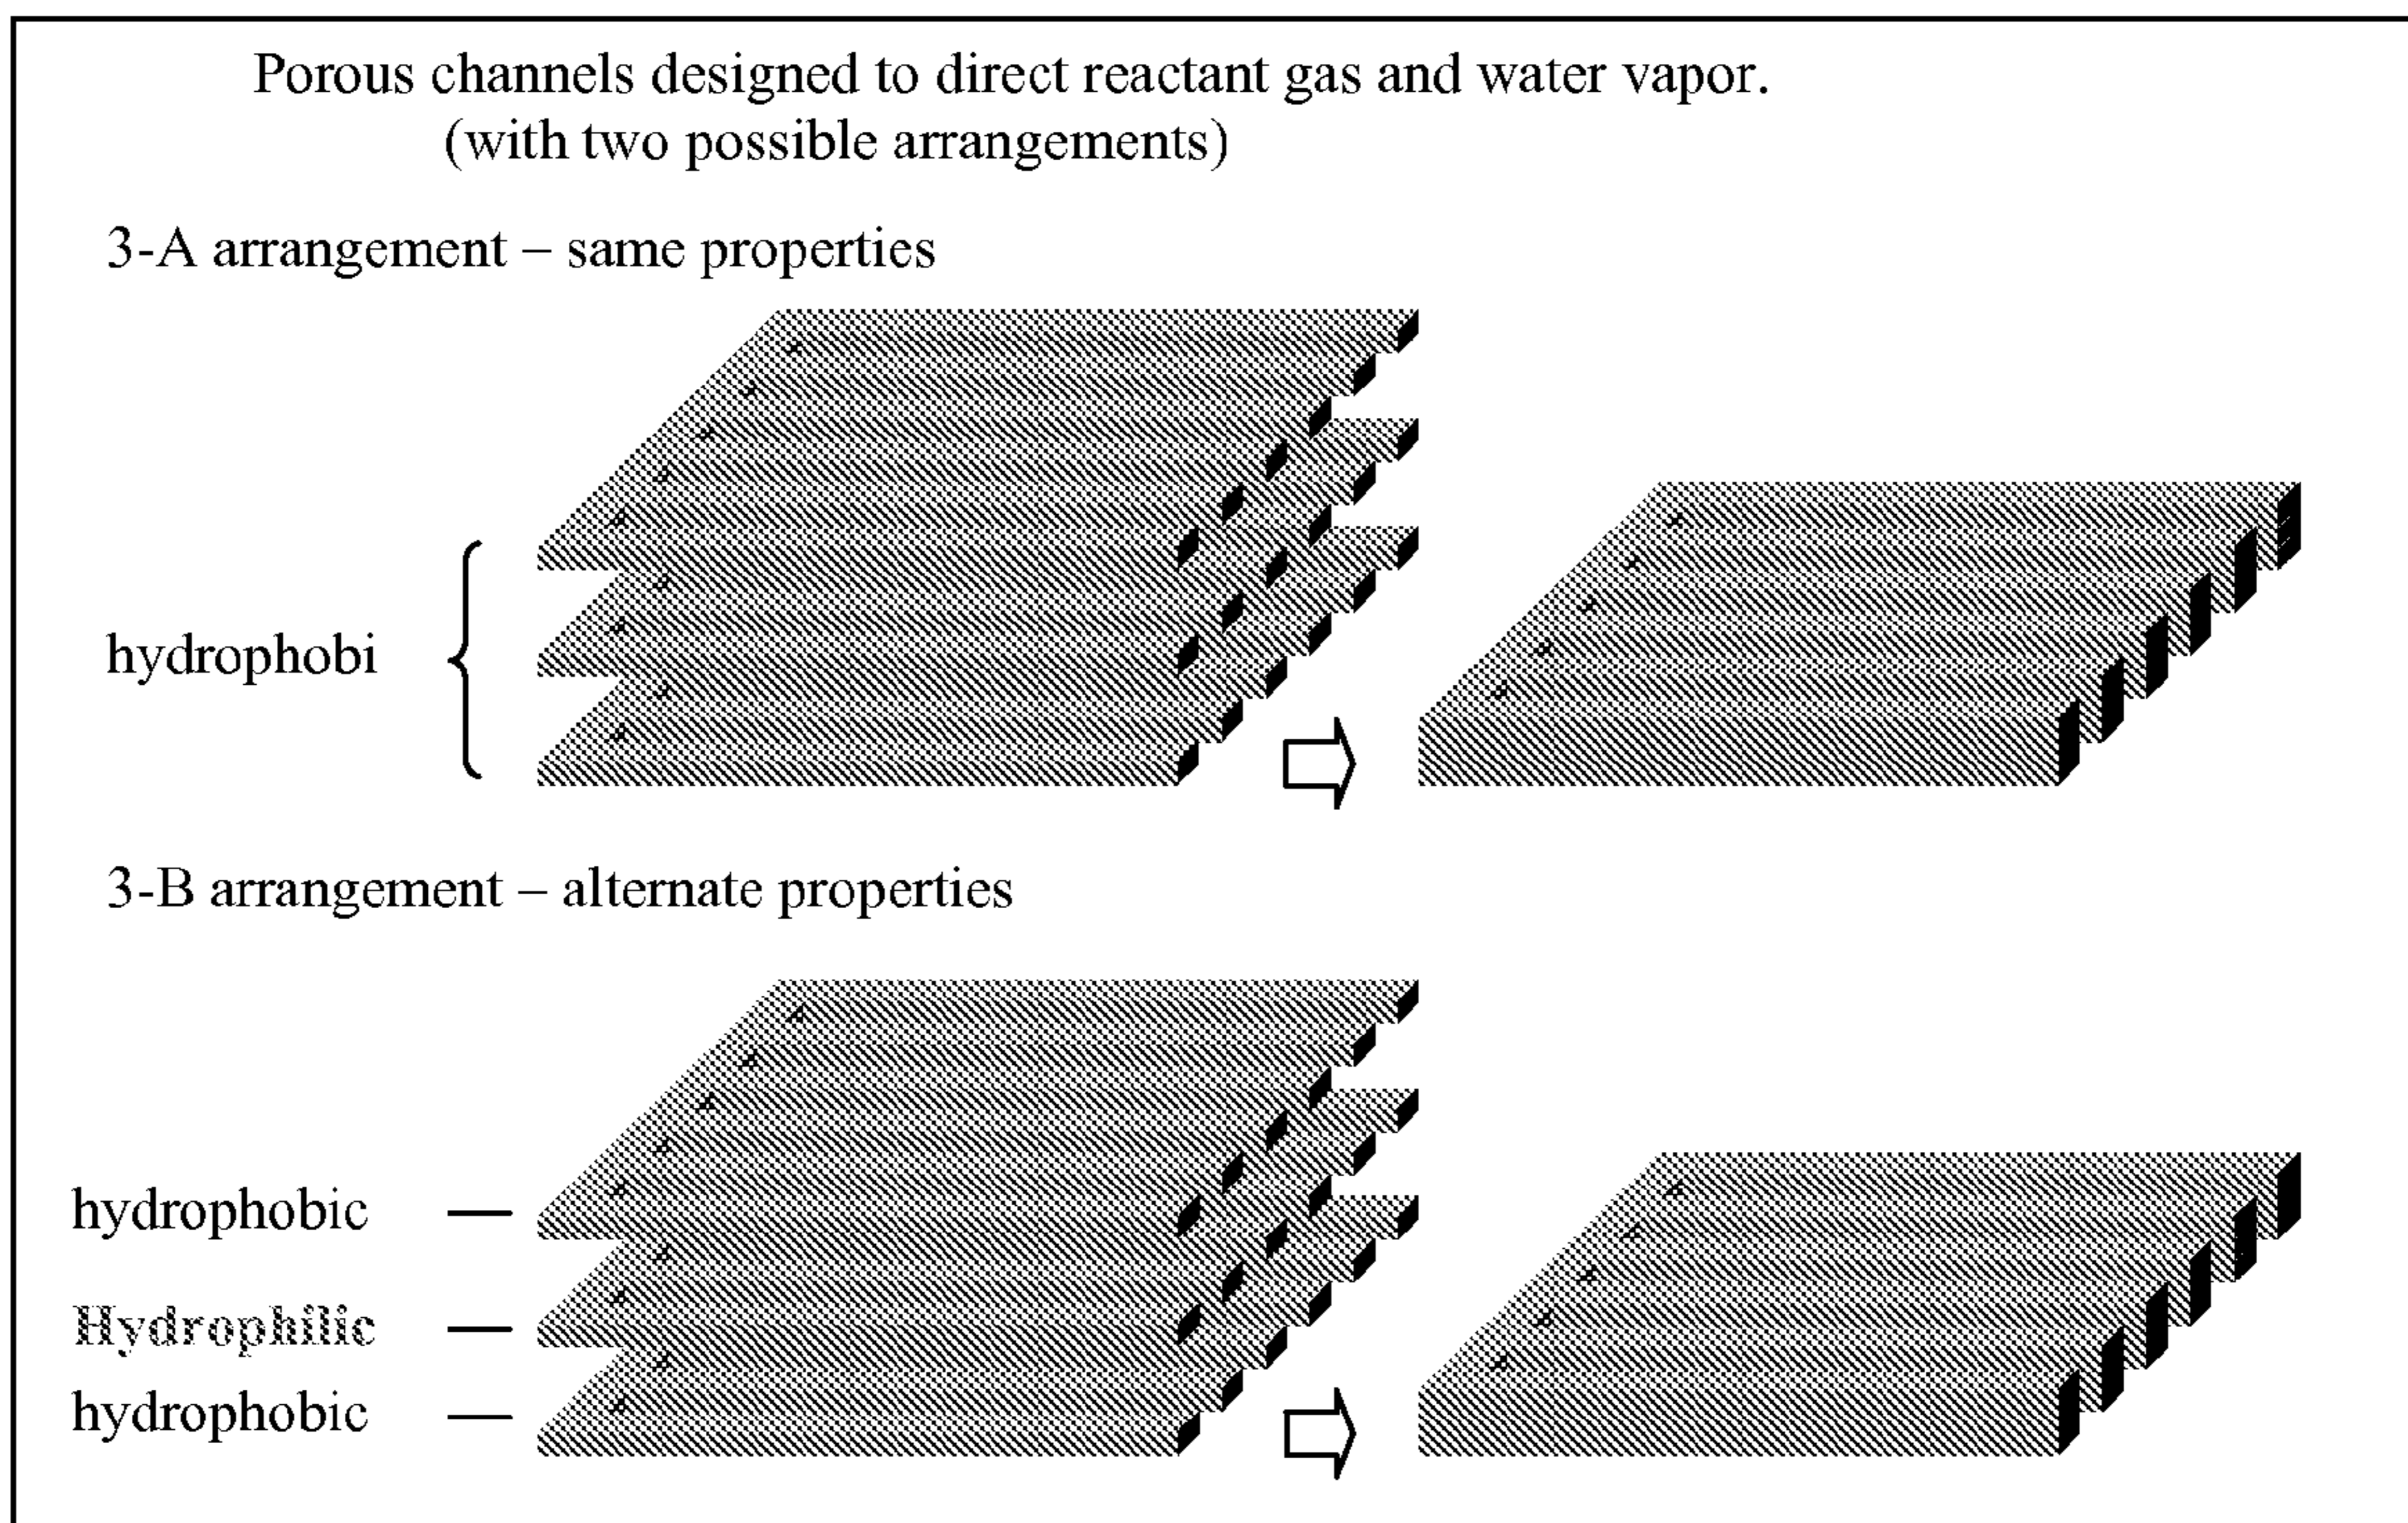 Porous channels designed to direct reactant gas and water vapor.
(with two possible arrangements)
3-A arrangement – same properties
hydrophobi
3-B arrangement – alternate properties
hydrophobic
Hydrophilic
hydrophobic